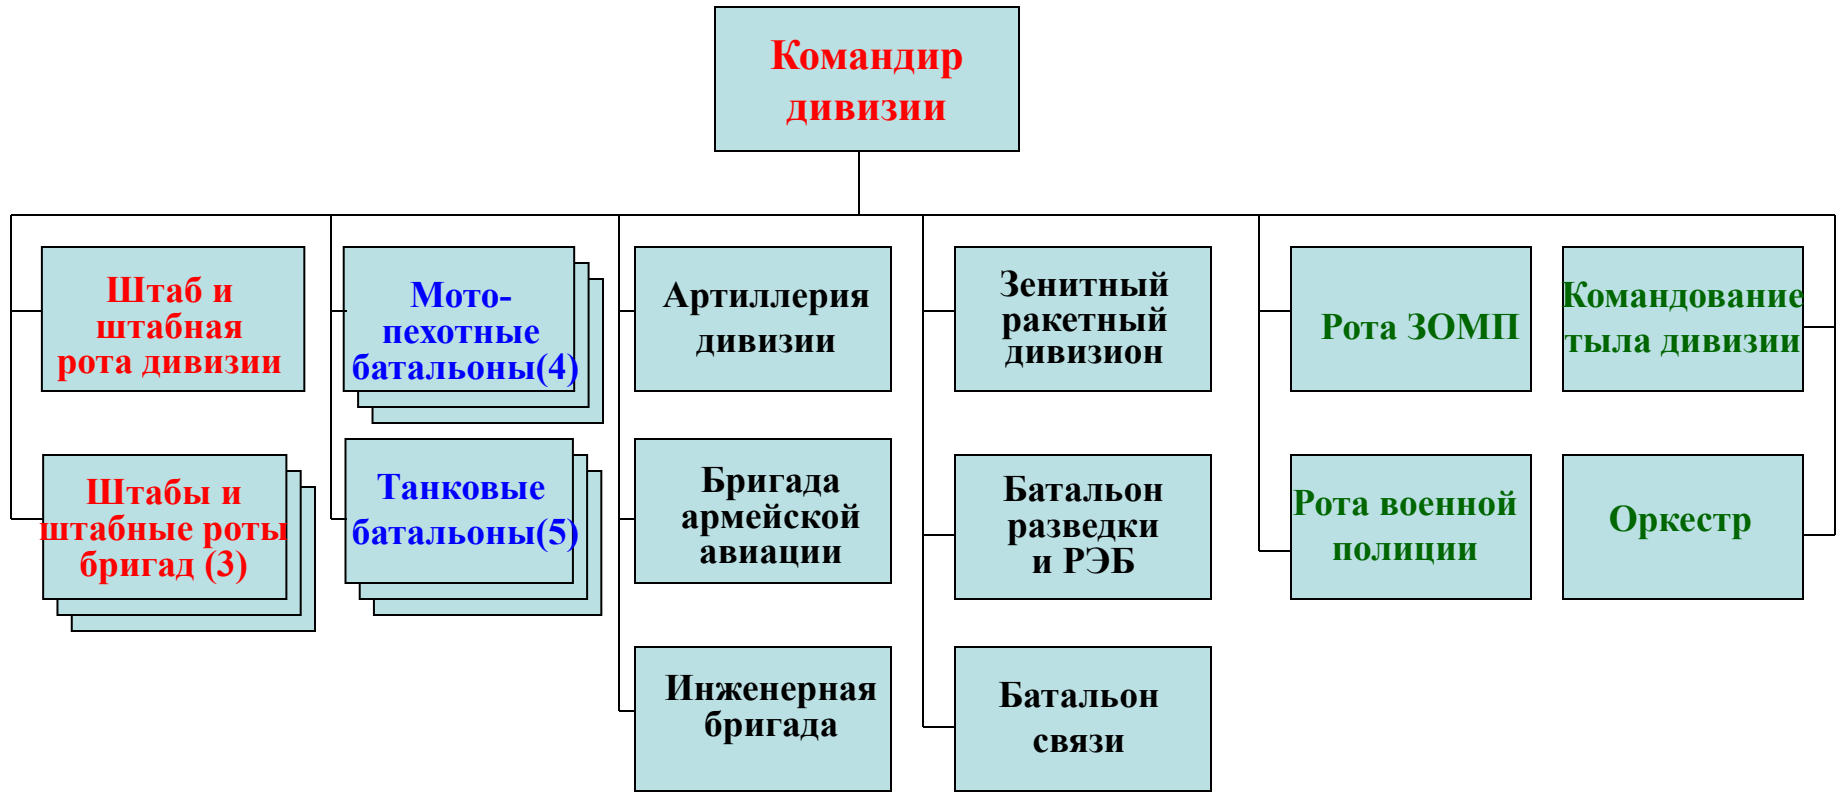 Командир
дивизии
Штаб и
штабная
рота дивизии
Мото-
пехотные
батальоны(4)
Артиллерия
дивизии
Зенитный
ракетный
дивизион
Рота ЗОМП
Командование
тыла дивизии
Штабы и
штабные роты
бригад (3)
Танковые
батальоны(5)
Бригада
армейской
авиации
Батальон
разведки
и РЭБ
Рота военной
полиции
Оркестр
Инженерная
бригада
Батальон
связи